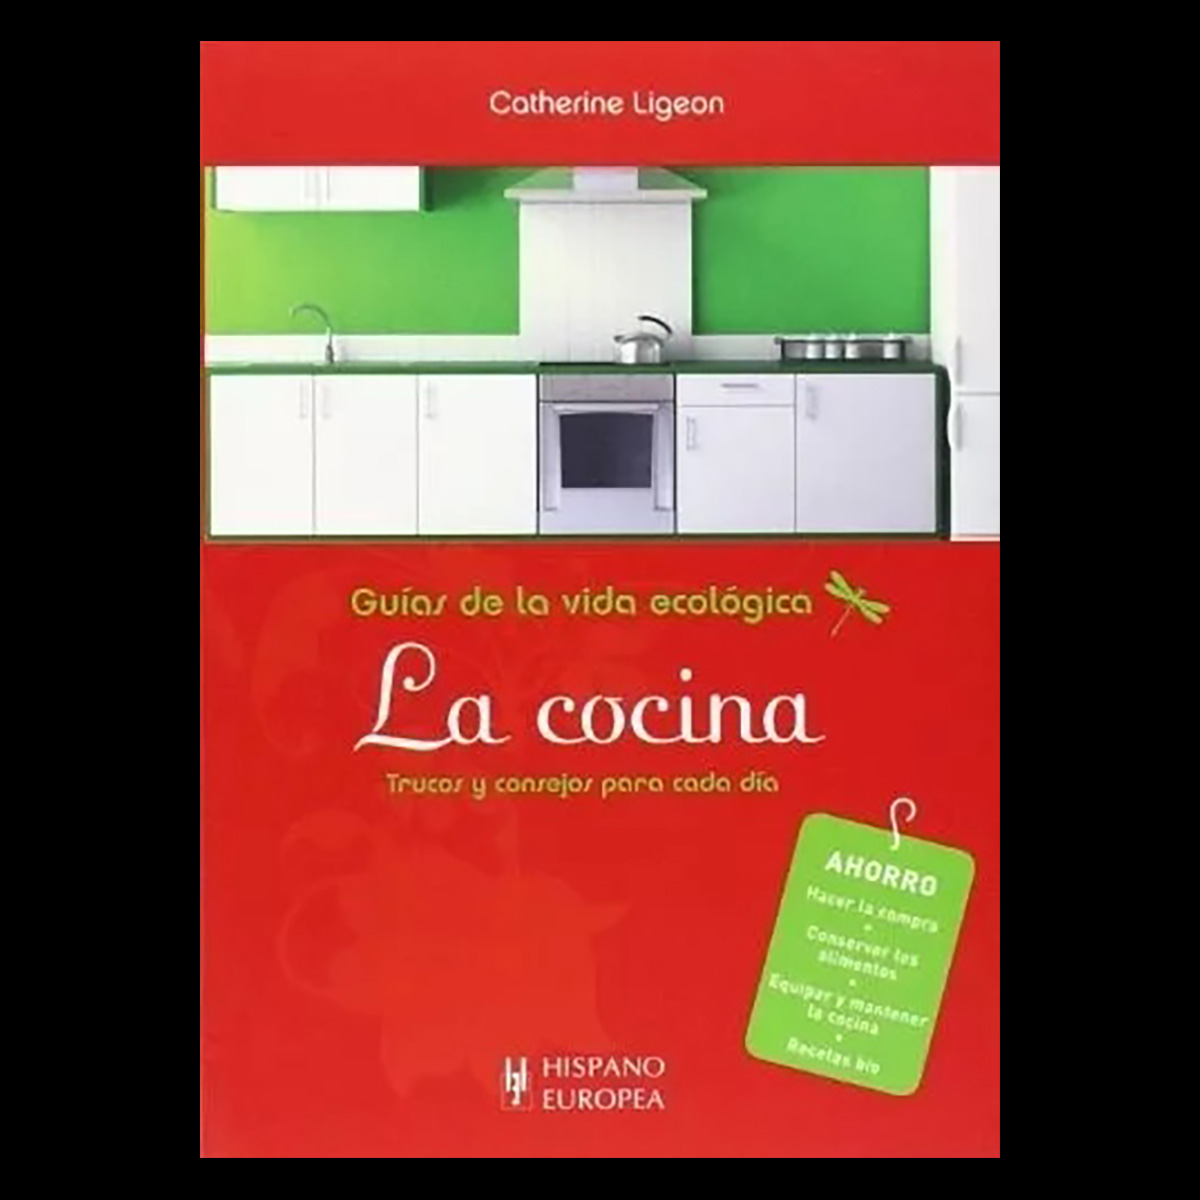 Catherine Ligeon
Guías de la vida ecológica
La cocina
Trucos y consejos para cada día
AHORRO
Hacer la compra
•
Conservar los
alimentos
•
Equipar y mantener
la cocina
•
Recetas bio
HISPANO
EUROPEA